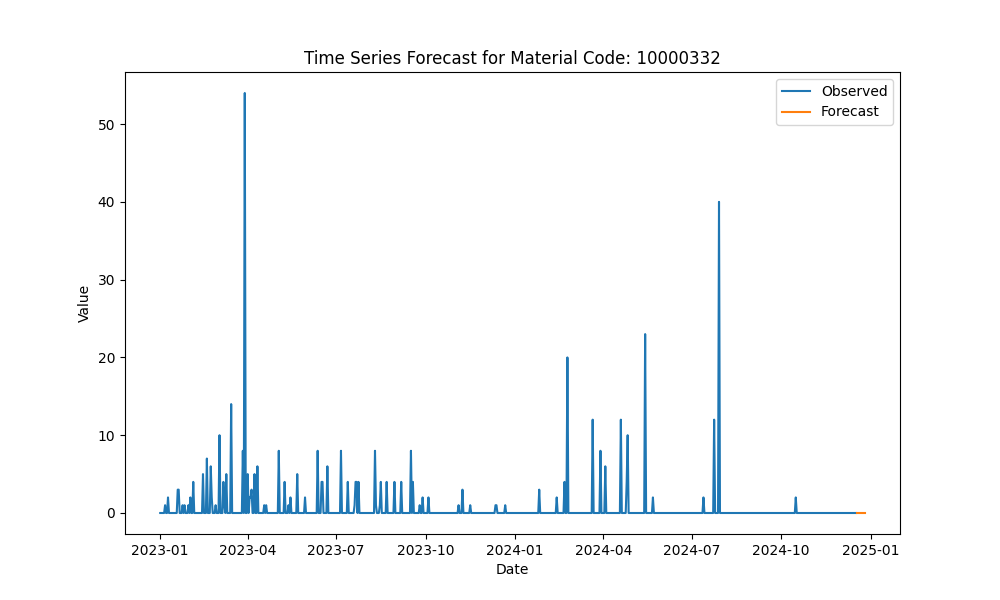 Time Series Forecast for Material Code: 10000332
Observed
Forecast
50
40
30
20
10
0
Value
2023-01 2023-04 2023-07 2023-10 2024-01 2024-04 2024-07 2024-10 2025-01
Date